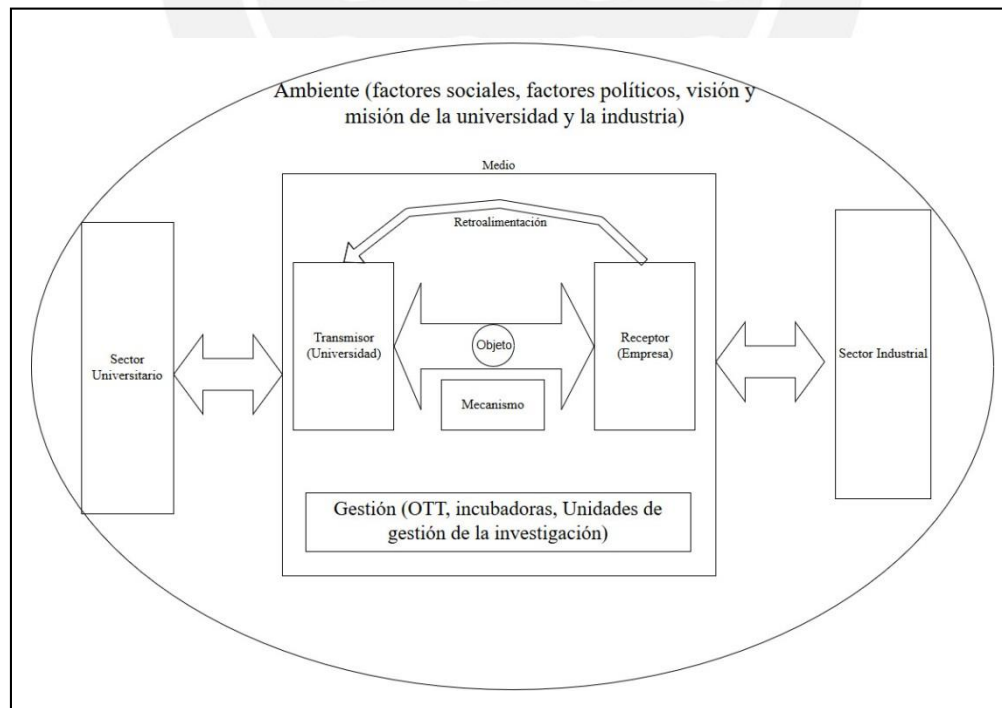 Ambiente (factores sociales, factores políticos, visión y
misión de la universidad y la industria)
Medio
Retroalimentación
Sector
Universitario
Transmisor
(Universidad)
Objeto
Mecanismo
Receptor
(Empresa)
Sector Industrial
Gestión (OTT, incubadoras, Unidades de
gestión de la investigación)